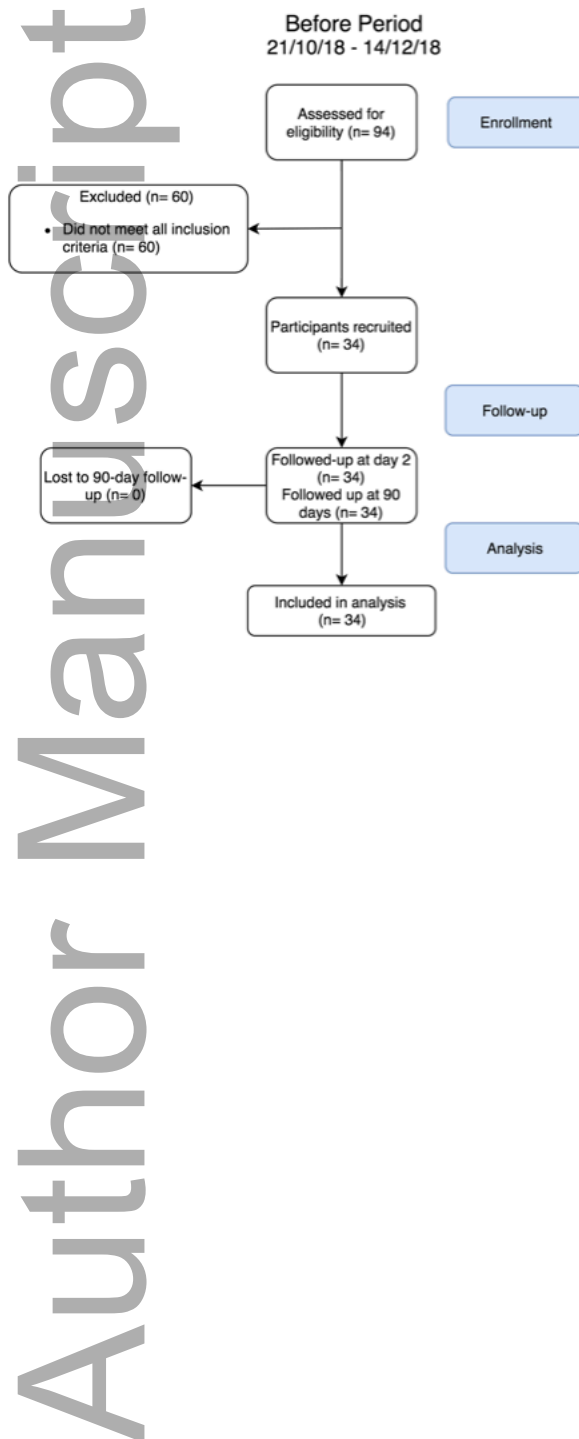 Before Period
21/10/18 - 14/12/18
Assessed for
eligibility (n= 94)
Enrollment
Excluded (n= 60)
• Did not meet all inclusion
criteria (n= 60)
Participants recruited
(n= 34)
Follow-up
Lost to 90-day follow-
up (n= 0)
Followed-up at day 2
(n= 34)
Followed up at 90
days (n= 34)
Analysis
Included in analysis
(n= 34)
Author Manuscript